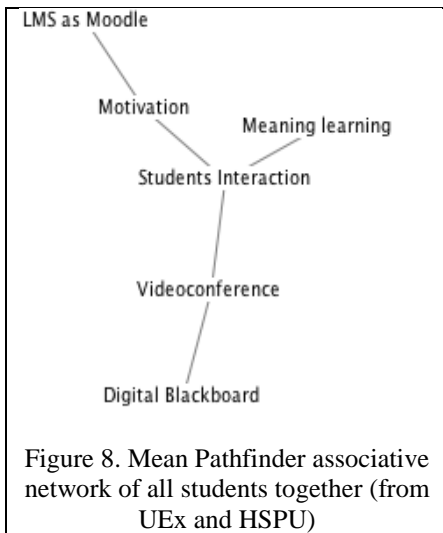 LMS as Moodle
Motivation
Meaning learning
Students Interaction
Videoconference
Digital Blackboard
Figure 8. Mean Pathfinder associative
network of all students together (from
UEx and HSPU)